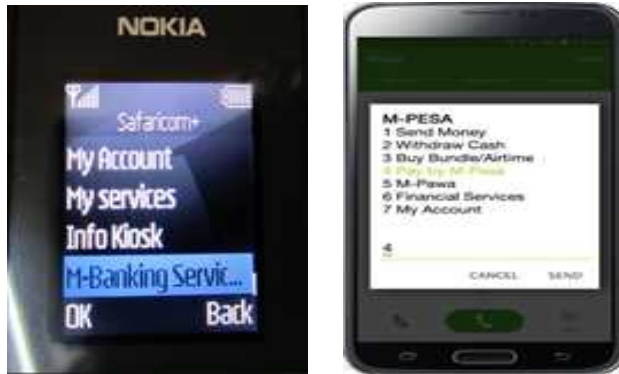 NOKIA
Safaricom+
My Account
My services
Info Kiosk
M-Banking Servic...
OK Back
M-PESA
1 Send Money
2 Withdraw Cash
3 Buy Bundle/Airtime
4 Pay by M-Pesa
5 M-Pawa
6 Financial Services
7 My Account
4
CANCEL SEND